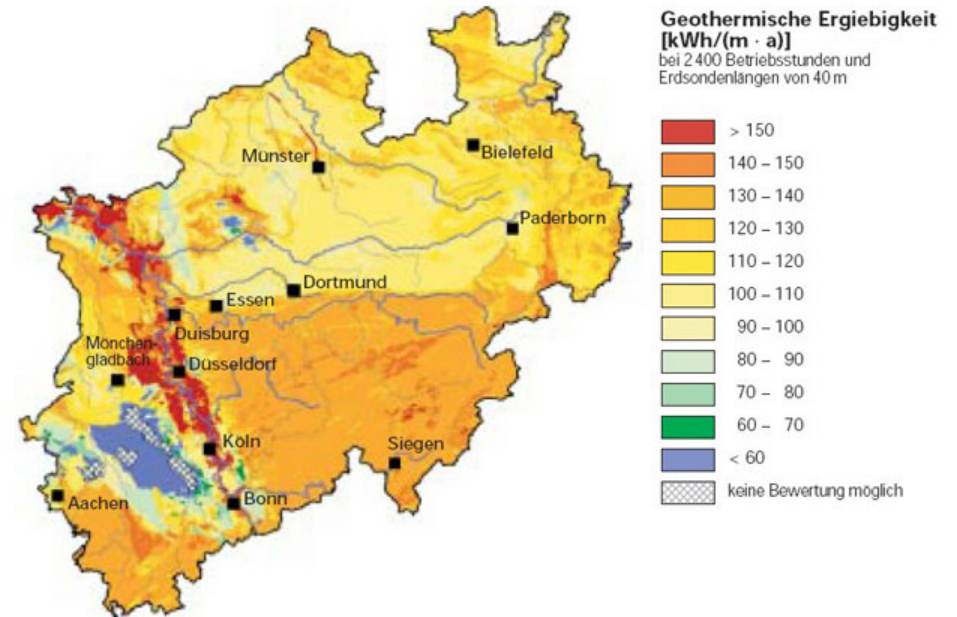 Geothermische Ergiebigkeit
[kWh/(m · a)]
bei 2 400 Betriebsstunden und
Erdsondenlängen von 40 m
> 150
140 – 150
130 – 140
120 – 130
110 – 120
100 – 110
90 – 100
80 – 90
70 – 80
60 – 70
< 60
keine Bewertung möglich
Münster
Bielefeld
Paderborn
Dortmund
Essen
Duisburg
Mönchen-
gladbach
Düsseldorf
Köln
Siegen
Bonn
Aachen